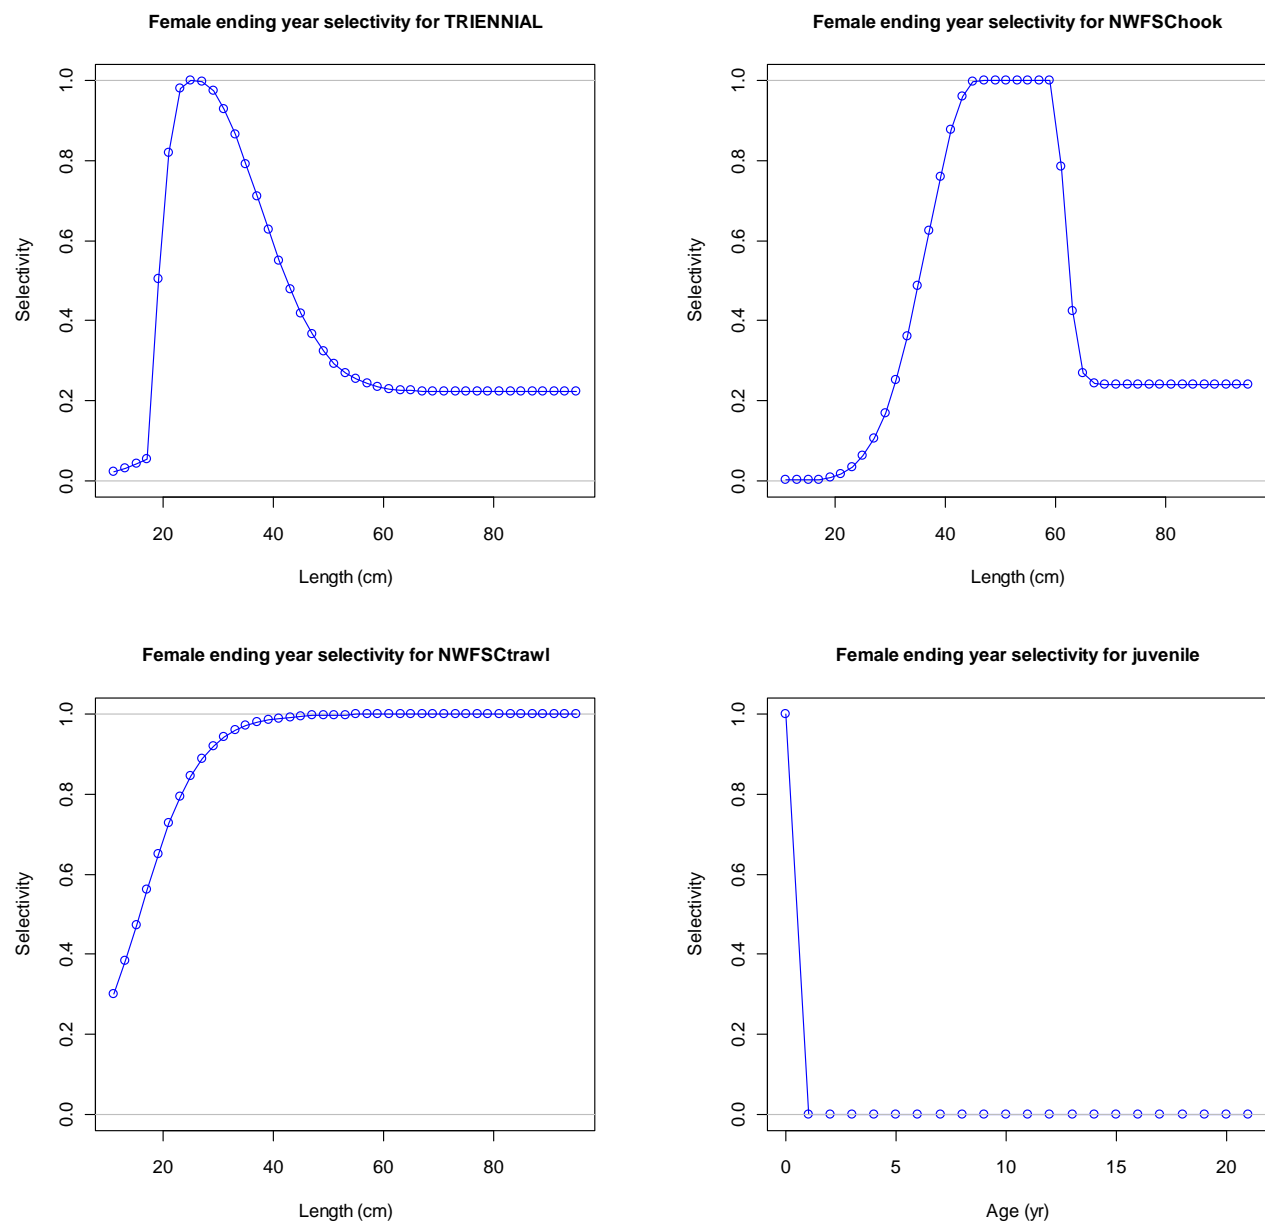 Female ending year selectivity for TRIENNIAL
Selectivity
0.0 0.2 0.4 0.6 0.8 1.0
20 40 60 80
Length (cm)
Female ending year selectivity for NWFSChook
Selectivity
0.0 0.2 0.4 0.6 0.8 1.0
20 40 60 80
Length (cm)
Female ending year selectivity for NWFSCtrawl
Selectivity
0.0 0.2 0.4 0.6 0.8 1.0
20 40 60 80
Length (cm)
Female ending year selectivity for juvenile
Selectivity
0.0 0.2 0.4 0.6 0.8 1.0
0 5 10 15 20
Age (yr)